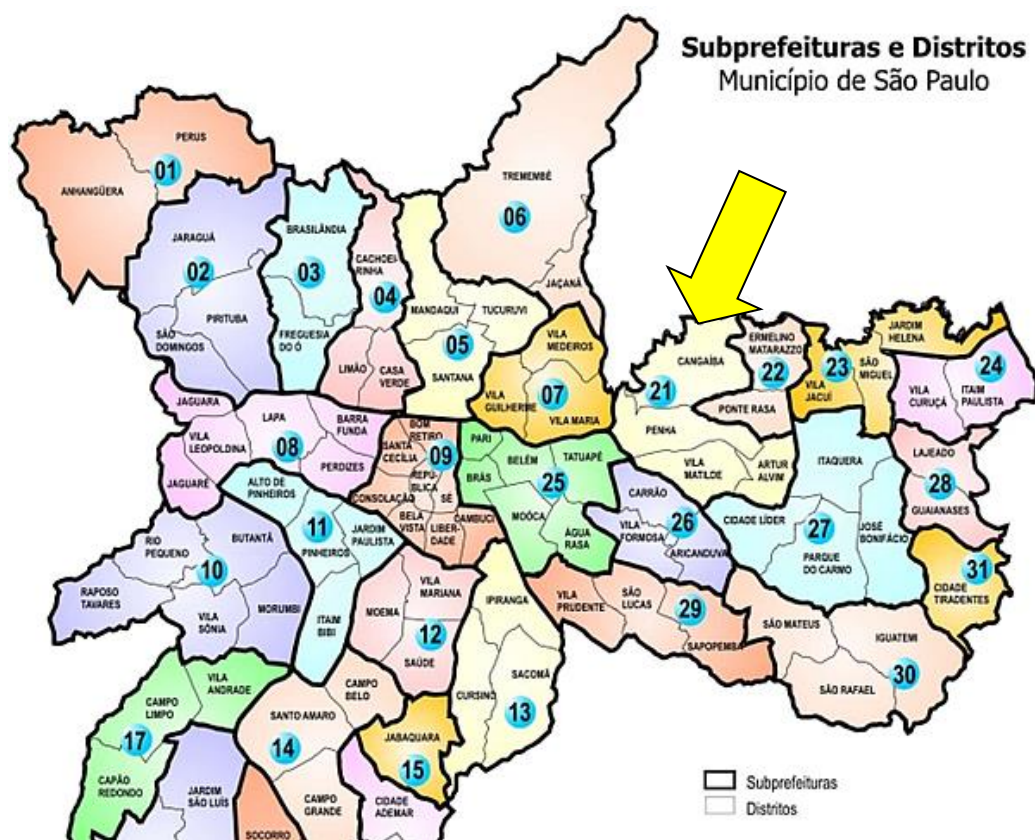 Subprefeituras e Distritos
Município de São Paulo
PERUS
01
ANHANGÜERA
TREMEMBÉ
06
JAÇANÃ
JARAGUÁ
02
PIRITUBA
SÃO
DOMINGOS
BRASILÂNDIA
03
FREGUESIA
DO Ó
CACHOEI-
RINHA
04
LIMÃO
CASA
VERDE
MANDAQUI
TUCURUVI
05
SANTANA
VILA
MEDEIROS
07
VILA
GUILHERME
VILA MARIA
CANGAÍBA
21
PENHA
VILA
MATILDE
ARTUR
ALVIM
ERMELINO
MATARAZZO
22
PONTE RASA
23
VILA
JACUÍ
SÃO
MIGUEL
JARDIM
HELENA
24
VILA
CURUÇÁ
ITAIM
PAULISTA
JAGUARA
LAPA
BARRA
FUNDA
VILA
LEOPOLDINA
08
PERDIZES
JAGUARÉ
BOM
RETIRO
SANTA
CECÍLIA
09
REPÚ
BLICA
SÉ
CONSOLAÇÃO
BELA
VISTA
LIBER-
DADE
CAMBUCI
PARI
BRÁS
BELÉM
TATUAPÉ
25
MOÓCA
ÁGUA
RASA
CARRÃO
26
VILA
FORMOSA
ARICANDUVA
ITAQUERA
CIDADE LÍDER
27
PARQUE
DO CARMO
JOSÉ
BONIFÁCIO
LAJEADO
28
GUAIANASES
31
CIDADE
TIRADENTES
ALTO DE
PINHEIROS
11
PINHEIROS
JARDIM
PAULISTA
ITAIM
BIBI
RIO
PEQUENO
BUTANTÃ
10
RAPOSO
TAVARES
VILA
SÔNIA
MORUMBI
VILA
MARIANA
MOEMA
12
SAÚDE
IPIRANGA
SACOMÃ
CURSINO
13
VILA
PRUDENTE
SÃO
LUCAS
29
SAPOPEMBA
SÃO MATEUS
IGUATEMI
30
SÃO RAFAEL
VILA
ANDRADE
CAMPO
LIMPO
17
CAPÃO
REDONDO
CAMPO
BELO
SANTO AMARO
14
CAMPO
GRANDE
JABAQUARA
15
JARDIM
SÃO LUÍS
SOCORRO
CIDADE
ADEMAR
Subprefeituras
Distritos